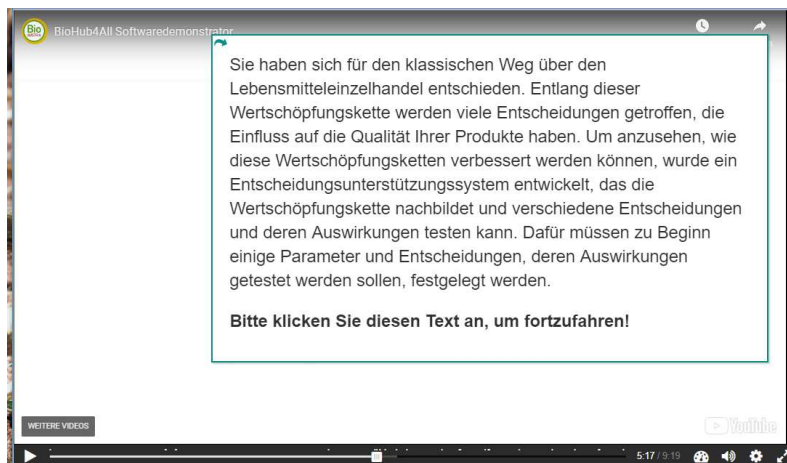 Bio
BioHub4All Softwaredemonstrator
Sie haben sich für den klassischen Weg über den
Lebensmitteleinzelhandel entschieden. Entlang dieser
Wertschöpfungskette werden viele Entscheidungen getroffen, die
Einfluss auf die Qualität Ihrer Produkte haben. Um anzusehen, wie
diese Wertschöpfungsketten verbessert werden können, wurde ein
Entscheidungsunterstützungssystem entwickelt, das die
Wertschöpfungskette nachbildet und verschiedene Entscheidungen
und deren Auswirkungen testen kann. Dafür müssen zu Beginn
einige Parameter und Entscheidungen, deren Auswirkungen
getestet werden sollen, festgelegt werden.
Bitte klicken Sie diesen Text an, um fortzufahren!
WEITERE VIDEOS
YouTube
5:17 / 9:19